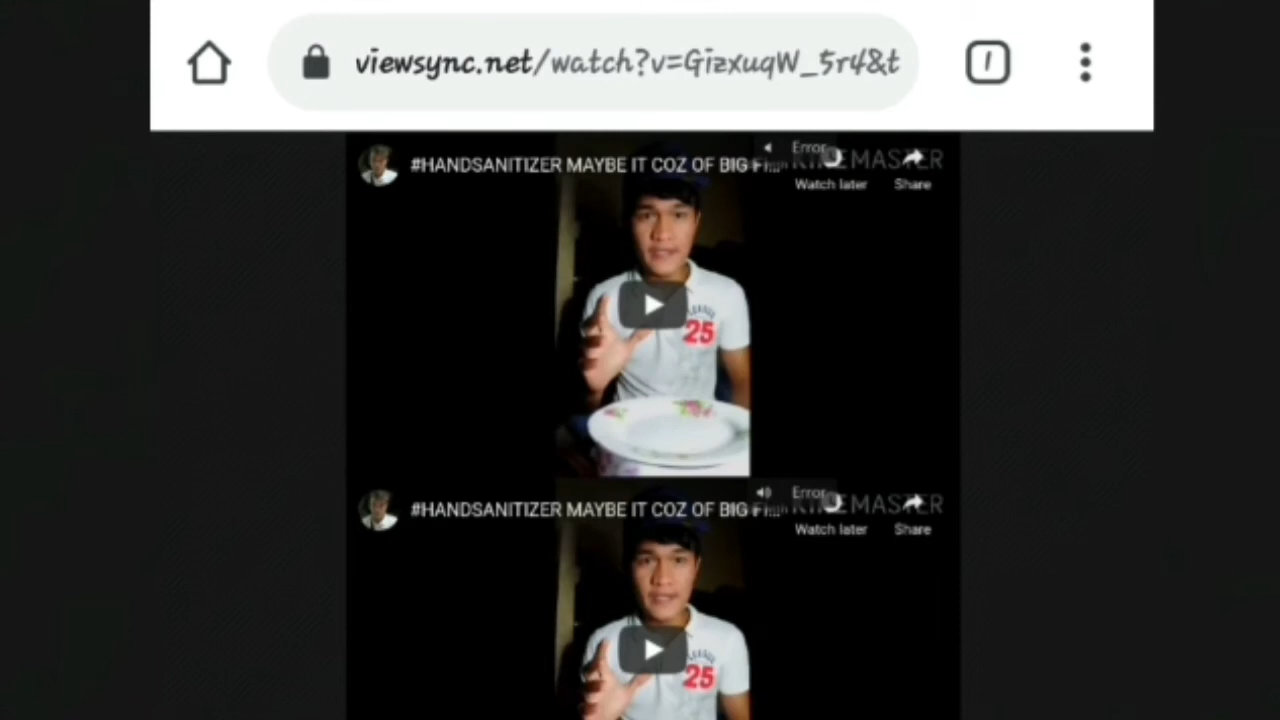 viewsync.net/watch?v=GizxuqW_5r4&t
Error
#HANDSANITIZER MAYBE IT COZ OF BIG
Watch later
Share
25
Error
#HANDSANITIZER MAYBE IT COZ OF BIG
Watch later
Share
25